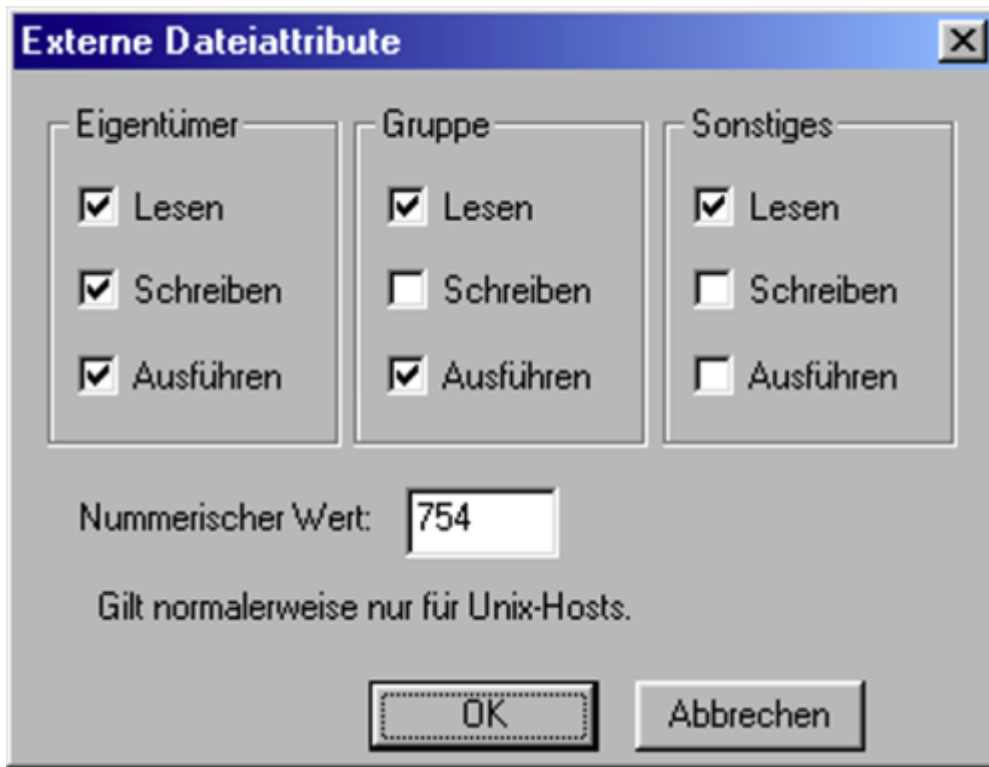 Externe Dateiattribute
Eigentümer Gruppe Sonstiges
Lesen Lesen Lesen
Schreiben Schreiben Schreiben
Ausführen Ausführen Ausführen
Nummerischer Wert: 754
Gilt normalerweise nur für Unix-Hosts.
OK Abbrechen